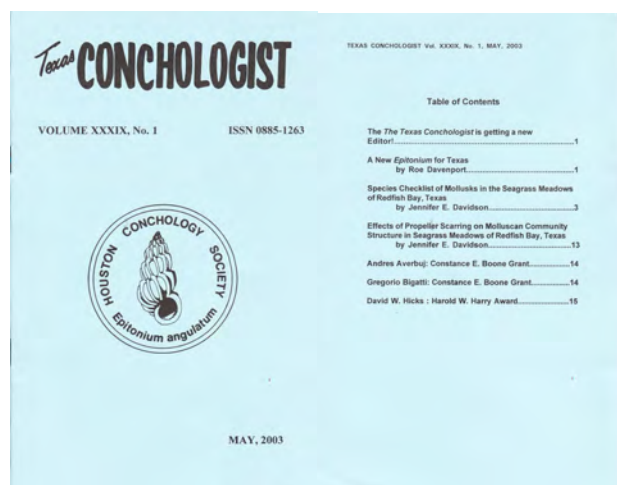 Texas CONCHOLOGIST
VOLUME XXXIX, No. 1 ISSN 0885-1263
HOUSTON CONCHOLOGY SOCIETY
Epitonium angulatum
MAY, 2003
TEXAS CONCHOLOGIST Vol. XXXIX, No. 1, MAY, 2003
Table of Contents
The The Texas Conchologist is getting a new
Editor!...............................................................1
A New Epitonium for Texas
by Roe Davenport.....................................1
Species Checklist of Mollusks in the Seagrass Meadows
of Redfish Bay, Texas
by Jennifer E. Davidson..............................3
Effects of Propeller Scarring on Molluscan Community
Structure in Seagrass Meadows of Redfish Bay, Texas
by Jennifer E. Davidson............................13
Andres Averbuj: Constance E. Boone Grant..............14
Gregorio Bigatti: Constance E. Boone Grant.............14
David W. Hicks : Harold W. Harry Award..................15